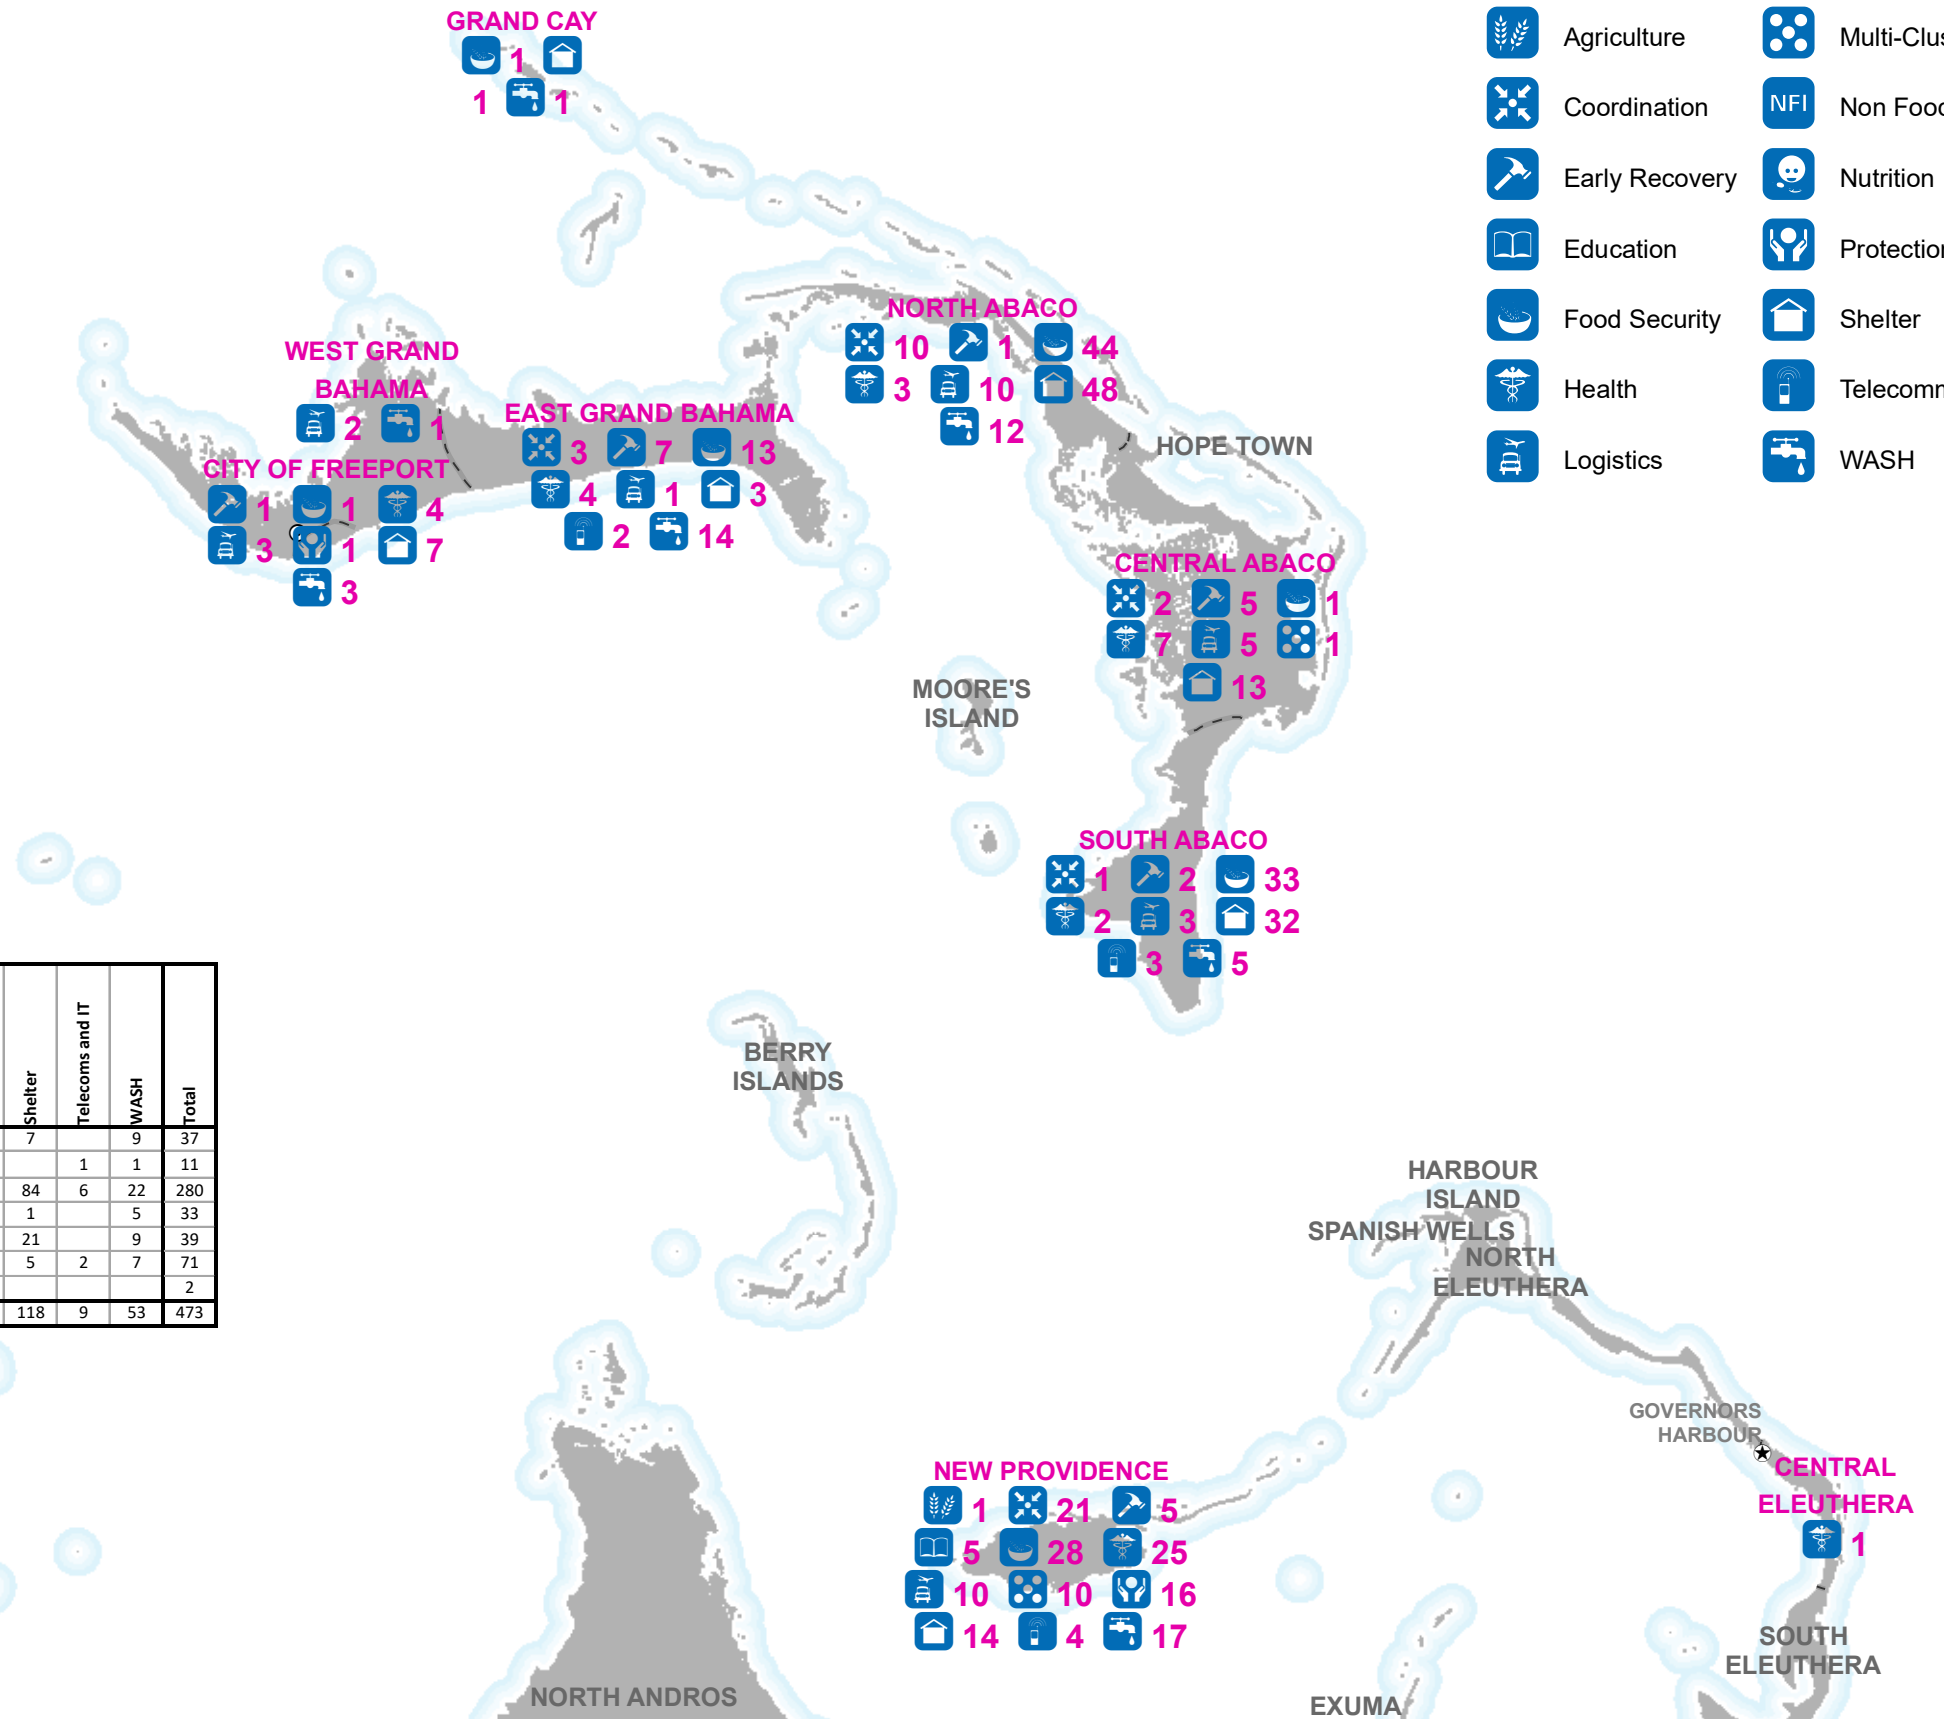 GRAND CAY
1
1 1
Agriculture
Coordination
Early Recovery
Education
Food Security
Health
Logistics
Multi-Clus
NFI Non Food
Nutrition
Protection
Shelter
Telecomm
WASH
NORTH ABACO
10 1 44
3 10 48
12
WEST GRAND
BAHAMA
2 1
EAST GRAND BAHAMA
3 7 13
4 1 3
2 14
CITY OF FREEPORT
1 1 4
3 1 7
3
HOPE TOWN
CENTRAL ABACO
2 5 1
7 5 1
13
MOORE'S
ISLAND
SOUTH ABACO
1 2 33
2 3 32
3 5
Shelter Telecoms and IT WASH Total
7 9 37
1 1 11
84 6 22 280
1 5 33
21 9 39
5 2 7 71
2
118 9 53 473
BERRY
ISLANDS
HARBOUR
ISLAND
SPANISH WELLS
NORTH
ELEUTHERA
GOVERNORS
HARBOUR
CENTRAL
ELEUTHERA
1
NEW PROVIDENCE
1 21 5
5 28 25
10 10 16
14 4 17
SOUTH
ELEUTHERA
NORTH ANDROS
EXUMA